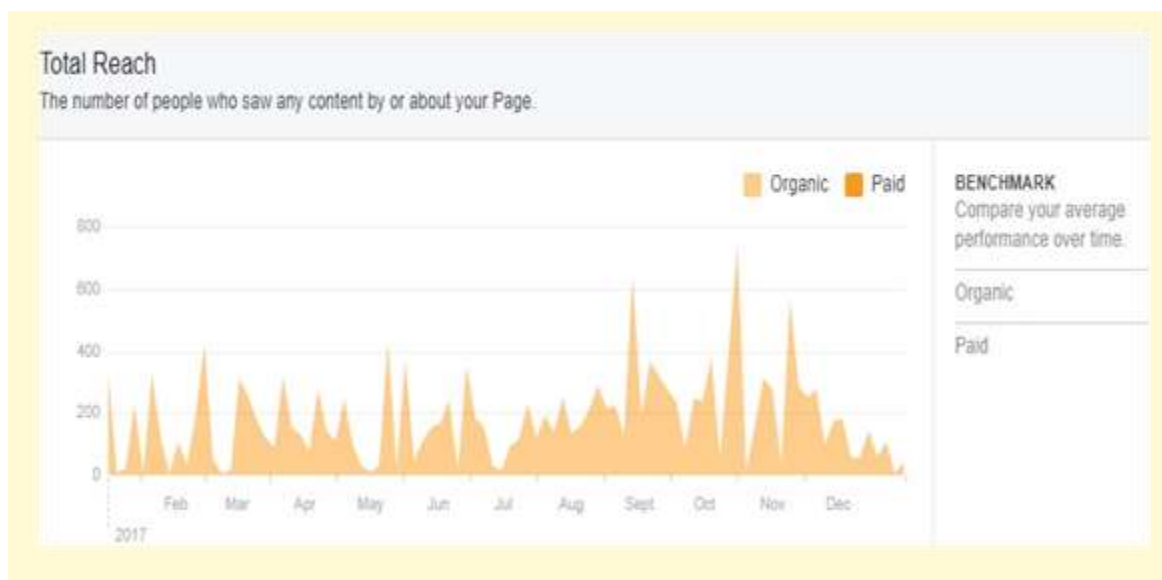 Total Reach
The number of people who saw any content by or about your Page.
Organic Paid
BENCHMARK
Compare your average
performance over time.
Organic
Paid
800
600
400
200
0
Feb Mar Apr May Jun Jul Aug Sept Oct Nov Dec
2017